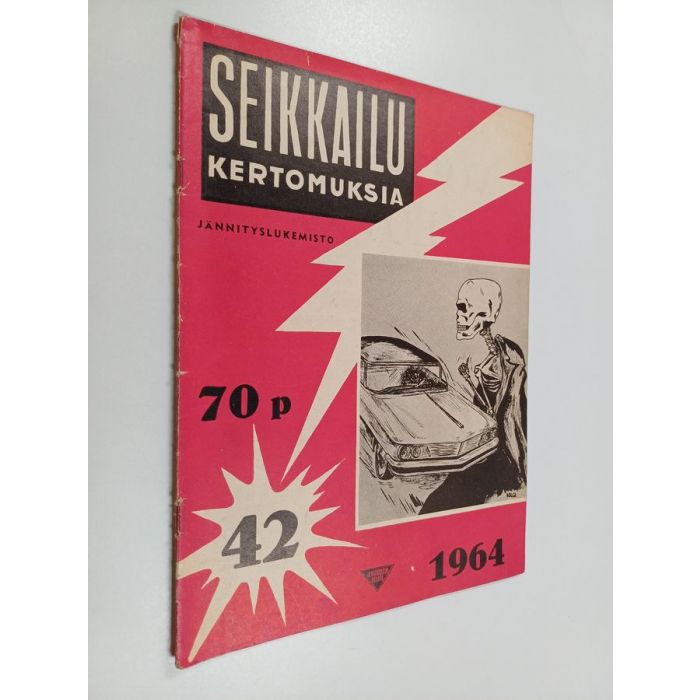 SEIKKAILU
KERTOMUKSIA
JÄNNITYSLUKEMISTO
70 p
42
1964